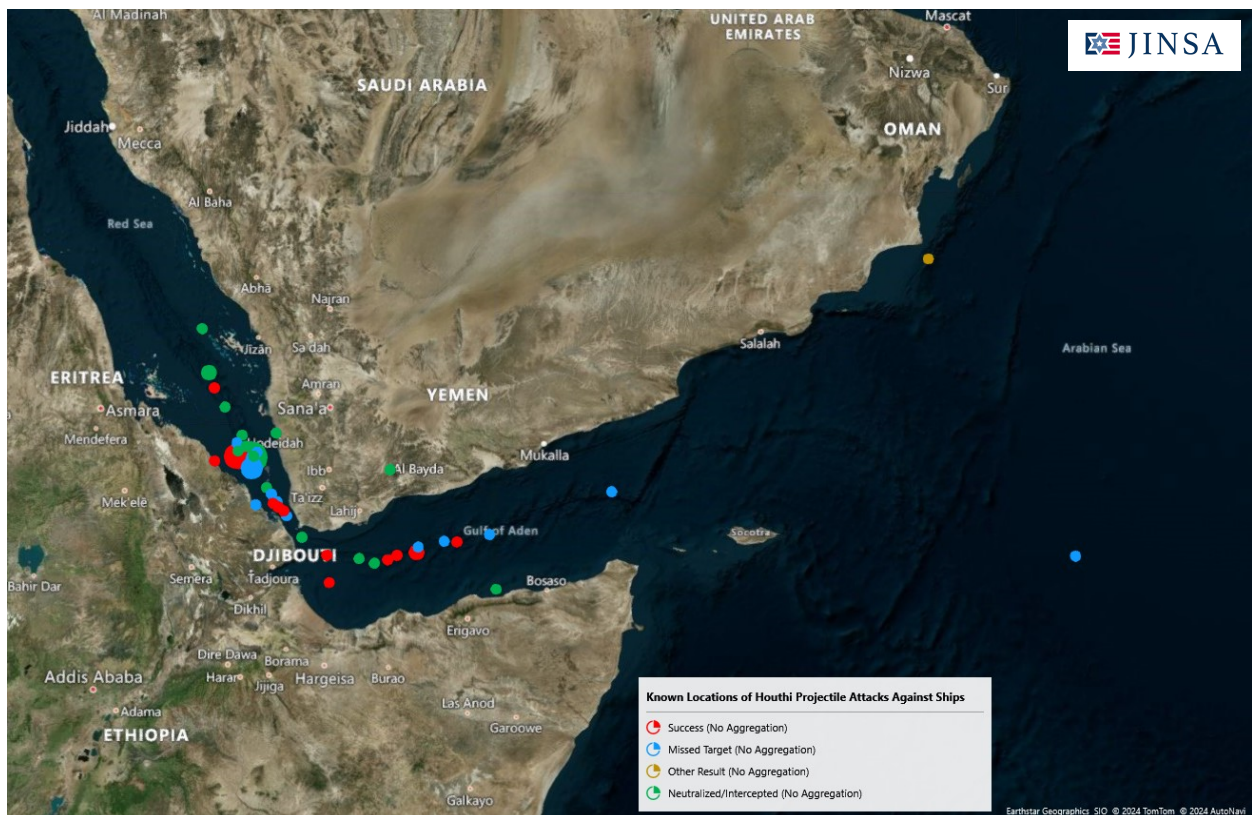 Al Madinah
UNITED ARAB
EMIRATES
Mascat
JINSA
SAUDI ARABIA
Nizwa
Sur
Jiddah
Mecca
OMAN
Al Baha
Red Sea
Abha
Najran
Jizan
Sa dah
Salalah
Arabian Sea
ERITREA
Amran
YEMEN
Asmara
Sana'a
Mendefera
Hodeidah
Mukalla
Ibb
Al Bayda
Mek'ele
Ta'izz
Lahij
Gulf of Aden
Socotra
DJIBOUTI
Semera
Tadjoura
Bosaso
Bahir Dar
Dikhil
Erigavo
Dire Dawa
Borama
Addis Ababa
Harar
Jijiga
Hargeisa
Burao
Las Anod
Adama
Garoowe
ETHIOPIA
Galkayo
Known Locations of Houthi Projectile Attacks Against Ships
Success (No Aggregation)
Missed Target (No Aggregation)
Other Result (No Aggregation)
Neutralized/Intercepted (No Aggregation)
Earthstar Geographics SIO © 2024 TomTom © 2024 AutoNavi